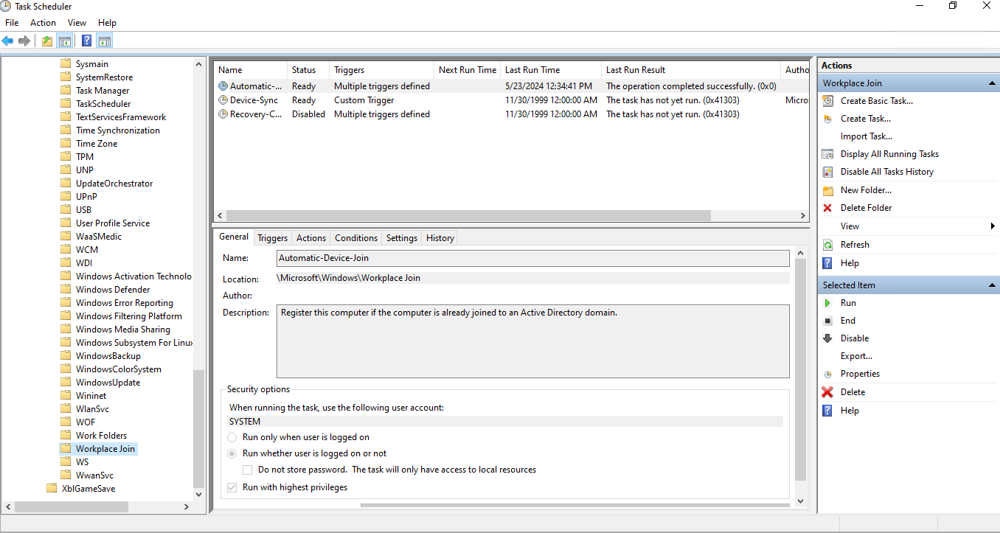 Task Scheduler
File Action View Help
Sysmain
SystemRestore
Task Manager
TaskScheduler
TextServicesFramework
Time Synchronization
Time Zone
TPM
UNP
UpdateOrchestrator
UPnP
USB
User Profile Service
WaaSMedic
WCM
WDI
Windows Activation Technolo
Windows Defender
Windows Error Reporting
Windows Filtering Platform
Windows Media Sharing
Windows Subsystem For Linux
WindowsBackup
WindowsColorSystem
WindowsUpdate
Wininet
WlanSvc
WOF
Work Folders
Workplace Join
WS
WwanSvc
XblGameSave
Name Status Triggers Next Run Time Last Run Time Last Run Result Autho
Automatic-... Ready Multiple triggers defined 5/23/2024 12:34:41 PM The operation completed successfully. (0x0)
Device-Sync Ready Custom Trigger 11/30/1999 12:00:00 AM The task has not yet run. (0x41303) Micros
Recovery-C... Disabled Multiple triggers defined 11/30/1999 12:00:00 AM The task has not yet run. (0x41303)
General Triggers Actions Conditions Settings History
Name: Automatic-Device-Join
Location: \Microsoft\Windows\Workplace Join
Author:
Description: Register this computer if the computer is already joined to an Active Directory domain.
Security options
When running the task, use the following user account:
SYSTEM
Run only when user is logged on
Run whether user is logged on or not
Do not store password. The task will only have access to local resources
Run with highest privileges
Actions
Workplace Join
Create Basic Task...
Create Task...
Import Task...
Display All Running Tasks
Disable All Tasks History
New Folder...
Delete Folder
View
Refresh
Help
Selected Item
Run
End
Disable
Export...
Properties
Delete
Help